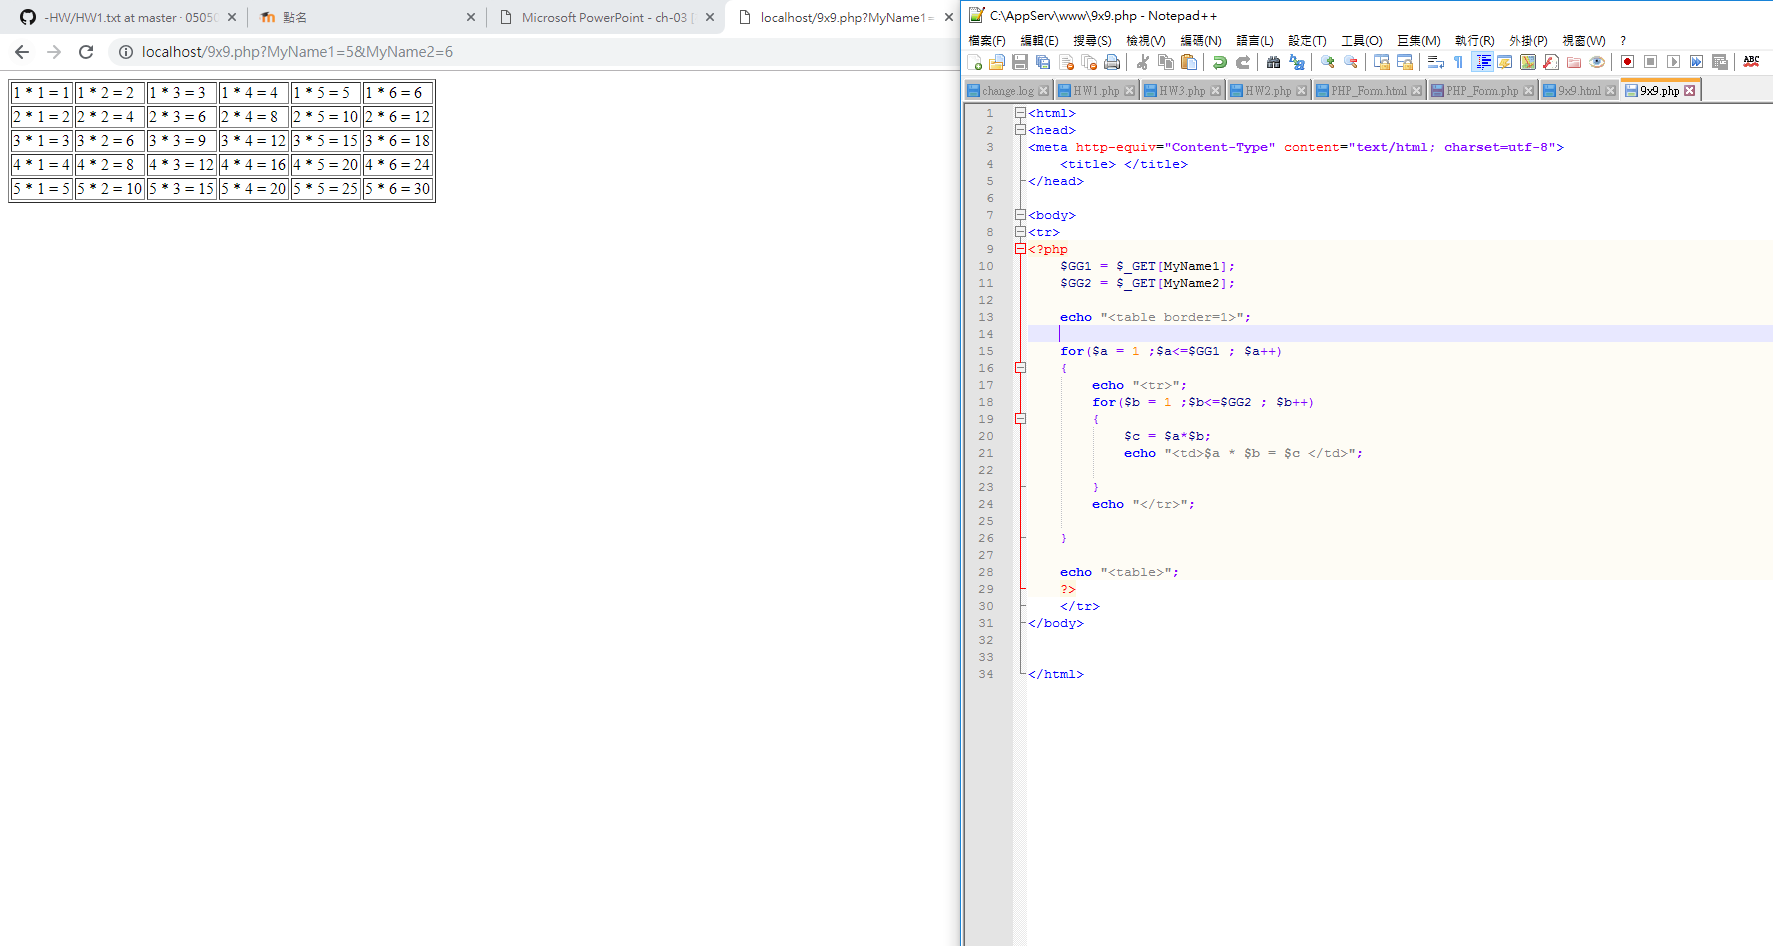 -HW/HW1.txt at master · 05050
點名
Microsoft PowerPoint - ch-03 [
localhost/9x9.php?MyName1=
localhost/9x9.php?MyName1=5&MyName2=6
1 * 1 = 1 1 * 2 = 2 1 * 3 = 3 1 * 4 = 4 1 * 5 = 5 1 * 6 = 6
2 * 1 = 2 2 * 2 = 4 2 * 3 = 6 2 * 4 = 8 2 * 5 = 10 2 * 6 = 12
3 * 1 = 3 3 * 2 = 6 3 * 3 = 9 3 * 4 = 12 3 * 5 = 15 3 * 6 = 18
4 * 1 = 4 4 * 2 = 8 4 * 3 = 12 4 * 4 = 16 4 * 5 = 20 4 * 6 = 24
5 * 1 = 5 5 * 2 = 10 5 * 3 = 15 5 * 4 = 20 5 * 5 = 25 5 * 6 = 30
C:\AppServ\www\9x9.php - Notepad++
檔案(F) 編輯(E) 搜尋(S) 檢視(V) 編碼(N) 語言(L) 設定(T) 工具(O) 巨集(M) 執行(R) 外掛(P) 視窗(W) ?
ABC
change.log HW1.php HW3.php HW2.php PHP_Form.html PHP_Form.php 9x9.html 9x9.php
1 <html>
2 <head>
3 <meta http-equiv="Content-Type" content="text/html; charset=utf-8">
4 <title> </title>
5 </head>
6
7 <body>
8 <tr>
9 <?php
10 $GG1 = $_GET[MyName1];
11 $GG2 = $_GET[MyName2];
12
13 echo "<table border=1>";
14
15 for($a = 1 ;$a<=$GG1 ; $a++)
16 {
17 echo "<tr>";
18 for($b = 1 ;$b<=$GG2 ; $b++)
19 {
20 $c = $a*$b;
21 echo "<td>$a * $b = $c </td>";
22
23 }
24 echo "</tr>";
25
26 }
27
28 echo "<table>";
29 ?>
30 </tr>
31 </body>
32
33
34 </html>